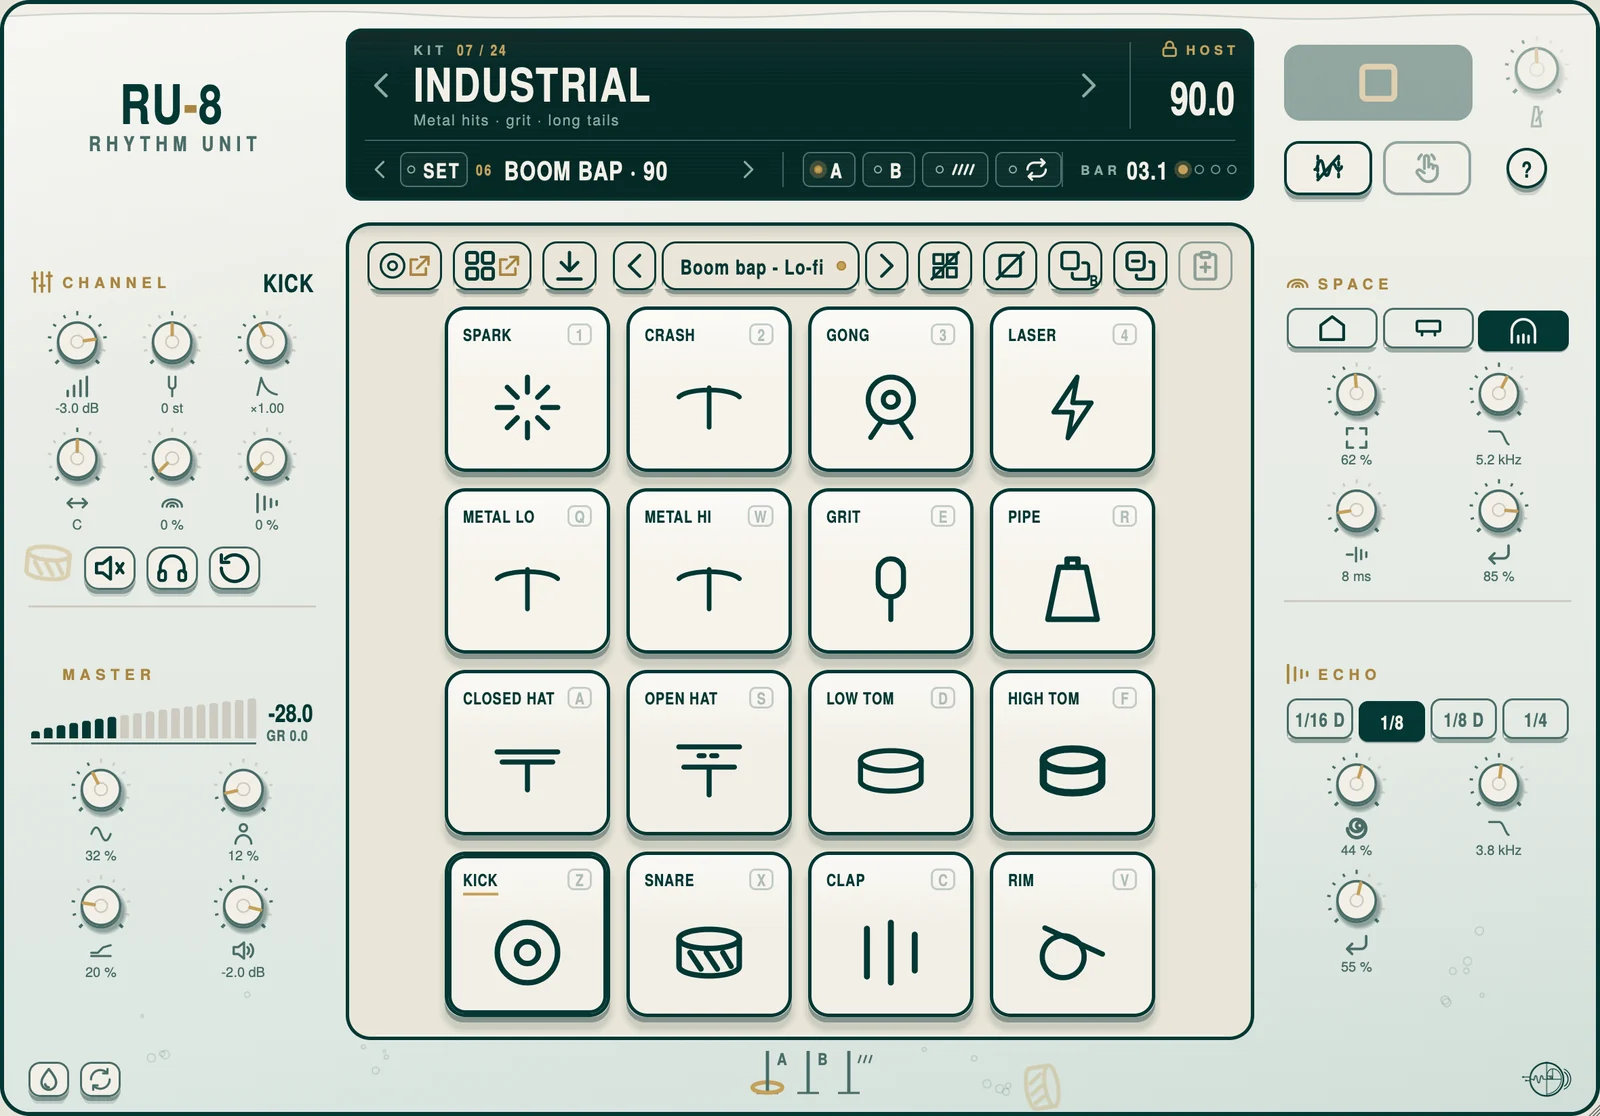 RU-8
RHYTHM UNIT
KIT 07 / 24
INDUSTRIAL
Metal hits · grit · long tails
HOST
90.0
SET 06 BOOM BAP · 90
A B
BAR 03.1
?
CHANNEL KICK
-3.0 dB 0 st ×1.00
C 0 % 0 %
MASTER
-28.0
GR 0.0
32 % 12 %
20 % -2.0 dB
Boom bap - Lo-fi
B
SPARK 1
CRASH 2
GONG 3
LASER 4
METAL LO Q
METAL HI W
GRIT E
PIPE R
CLOSED HAT A
OPEN HAT S
LOW TOM D
HIGH TOM F
KICK Z
SNARE X
CLAP C
RIM V
SPACE
62 % 5.2 kHz
8 ms 85 %
ECHO
1/16 D 1/8 1/8 D 1/4
44 % 3.8 kHz
55 %
A B